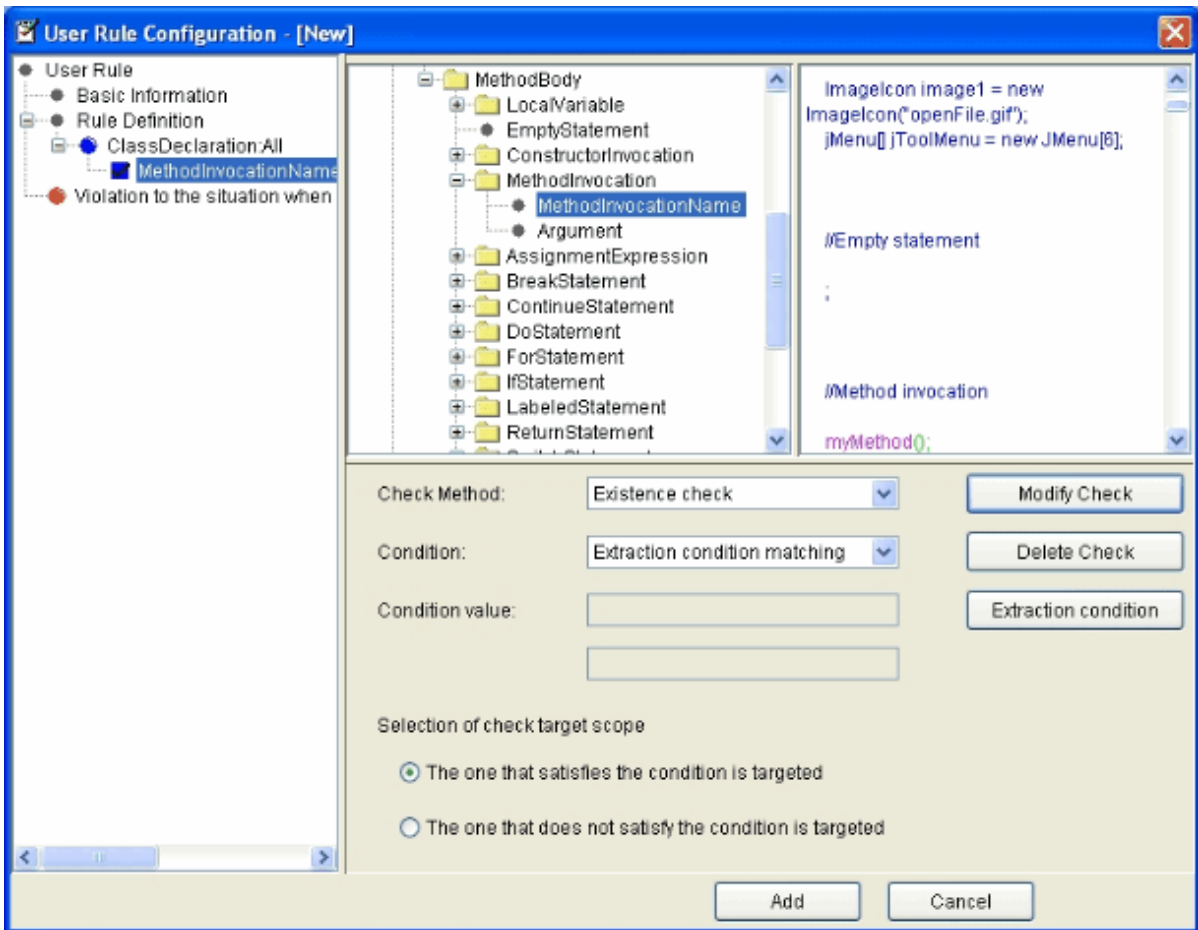 User Rule Configuration - [New]
User Rule
Basic Information
Rule Definition
ClassDeclaration:All
MethodInvocationName
Violation to the situation when
MethodBody
LocalVariable
EmptyStatement
ConstructorInvocation
MethodInvocation
MethodInvocationName
Argument
AssignmentExpression
BreakStatement
ContinueStatement
DoStatement
ForStatement
IfStatement
LabeledStatement
ReturnStatement
ImageIcon image1 = new
ImageIcon("openFile.gif");
jMenu[] jToolMenu = new JMenu[6];
//Empty statement
;
//Method invocation
myMethod();
Check Method:
Existence check
Modify Check
Condition:
Extraction condition matching
Delete Check
Condition value:
Extraction condition
Selection of check target scope
The one that satisfies the condition is targeted
The one that does not satisfy the condition is targeted
Add
Cancel